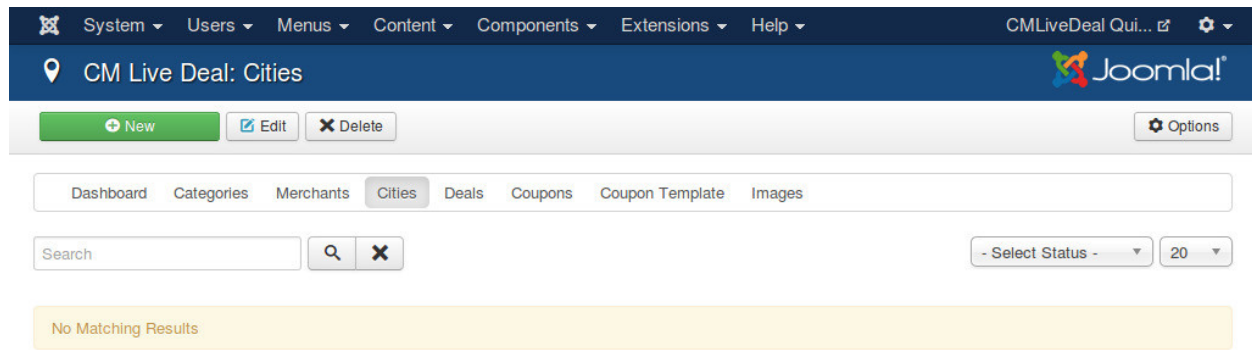 System Users Menus Content Components Extensions Help CMLiveDeal Qui...
CM Live Deal: Cities Joomla!®
New Edit Delete Options
Dashboard Categories Merchants Cities Deals Coupons Coupon Template Images
Search - Select Status - 20
No Matching Results